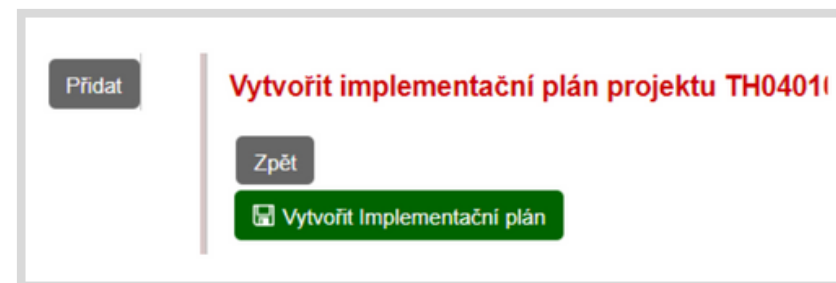 Přidat
Vytvořit implementační plán projektu TH0401
Zpět
Vytvořit Implementační plán